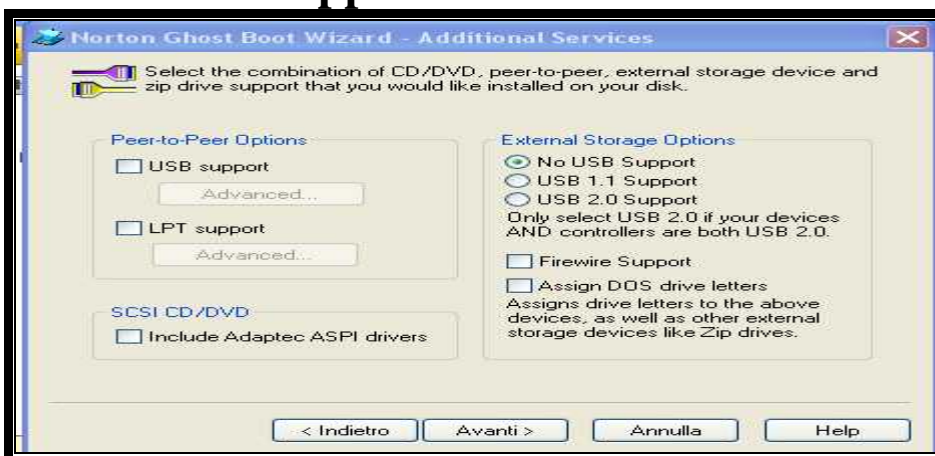 Norton Ghost Boot Wizard - Additional Services
Select the combination of CD/DVD, peer-to-peer, external storage device and
zip drive support that you would like installed on your disk.
Peer-to-Peer Options
USB support
Advanced...
LPT support
Advanced...
SCSI CD/DVD
Include Adaptec ASPI drivers
External Storage Options
No USB Support
USB 1.1 Support
USB 2.0 Support
Only select USB 2.0 if your devices
AND controllers are both USB 2.0.
Firewire Support
Assign DOS drive letters
Assigns drive letters to the above
devices, as well as other external
storage devices like Zip drives.
< Indietro
Avanti >
Annulla
Help